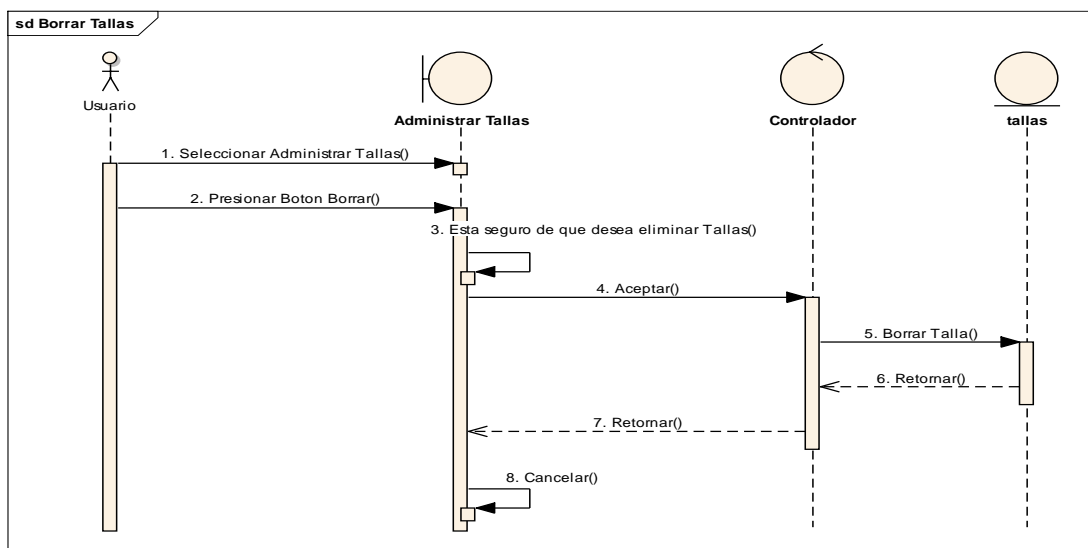 sd Borrar Tallas
Usuario
Administrar Tallas
Controlador
tallas
1. Seleccionar Administrar Tallas()
2. Presionar Boton Borrar()
3. Esta seguro de que desea eliminar Tallas()
4. Aceptar()
5. Borrar Talla()
6. Retornar()
7. Retornar()
8. Cancelar()